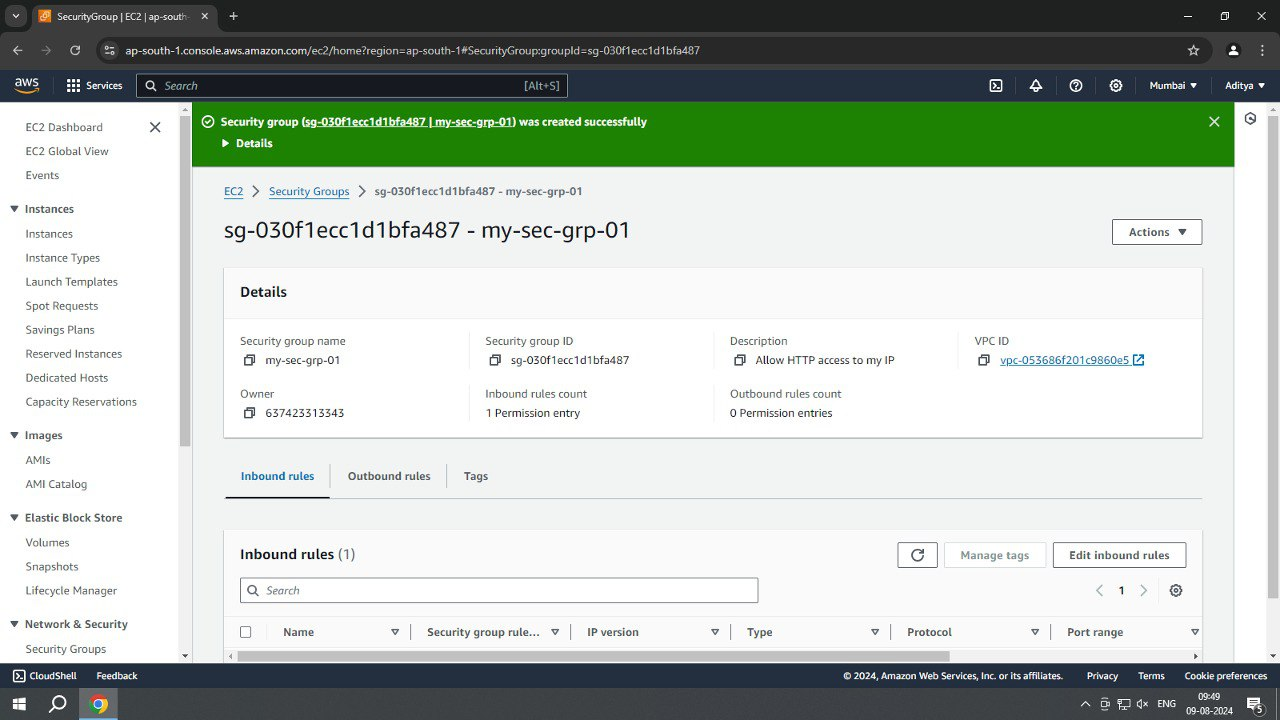 SecurityGroup | EC2 | ap-south-
ap-south-1.console.aws.amazon.com/ec2/home?region=ap-south-1#SecurityGroup:groupId=sg-030f1ecc1d1bfa487
aws Services Search [Alt+S] Mumbai Aditya
EC2 Dashboard
EC2 Global View
Events
Instances
Instances
Instance Types
Launch Templates
Spot Requests
Savings Plans
Reserved Instances
Dedicated Hosts
Capacity Reservations
Images
AMIs
AMI Catalog
Elastic Block Store
Volumes
Snapshots
Lifecycle Manager
Network & Security
Security Groups
Security group (sg-030f1ecc1d1bfa487 | my-sec-grp-01) was created successfully
Details
EC2 > Security Groups > sg-030f1ecc1d1bfa487 - my-sec-grp-01
sg-030f1ecc1d1bfa487 - my-sec-grp-01
Actions
Details
Security group name Security group ID Description VPC ID
my-sec-grp-01 sg-030f1ecc1d1bfa487 Allow HTTP access to my IP vpc-053686f201c9860e5
Owner Inbound rules count Outbound rules count
637423313343 1 Permission entry 0 Permission entries
Inbound rules Outbound rules Tags
Inbound rules (1) Manage tags Edit inbound rules
Search 1
Name Security group rule... IP version Type Protocol Port range
CloudShell Feedback © 2024, Amazon Web Services, Inc. or its affiliates. Privacy Terms Cookie preferences
ENG 09:49
09-08-2024 5